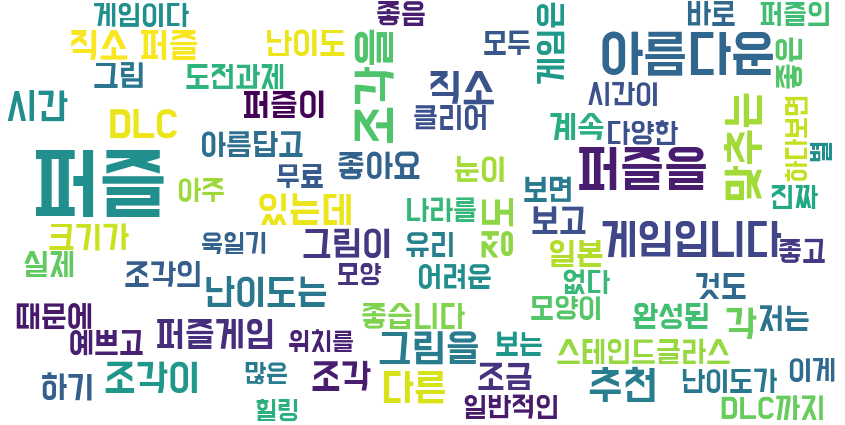 게임이다
좋음
바로
퍼즐의
직소 퍼즐
난이도
모두
게임은
아름다운
좋은
그림
도전과제
조각을
직소
시간이
시간
DLC
퍼즐이
클리어
계속
다양한
맞추는
하다보면
별
아름답고
좋아요
눈이
퍼즐을
퍼즐
무료
아주
있는데
보면
진짜
나라를
정도
보고
게임입니다
크기가
욱일기
그림이
유리
일본
좋고
실제
조각의
모양
어려운
없다
것도
난이도는
때문에
예쁘고
퍼즐게임
위치를
좋습니다
모양이
완성된
각
저는
그림을
보는
스테인드글라스
하기
조각이
많은
조각
다른
조금
추천
난이도가
이게
힐링
일반적인
DLC까지